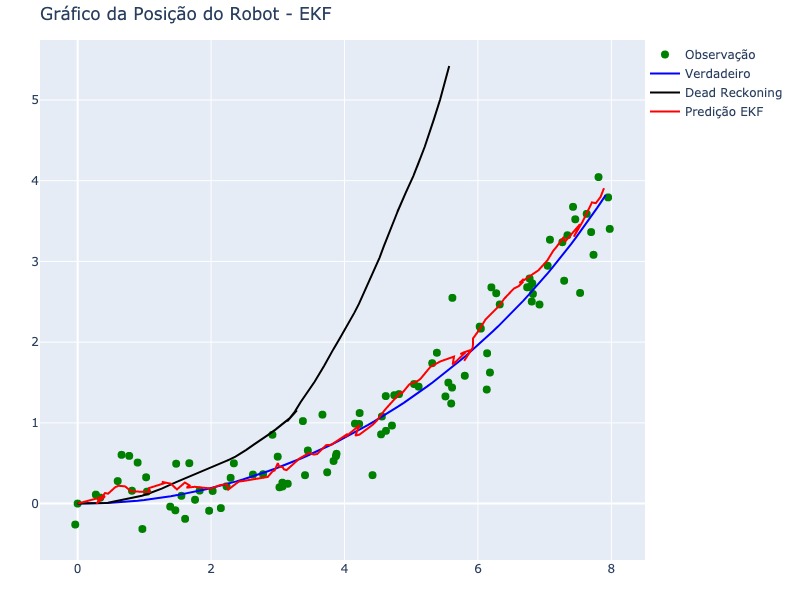 Gráfico da Posição do Robot - EKF
Observação
Verdadeiro
Dead Reckoning
Predição EKF
5
4
3
2
1
0
0 2 4 6 8